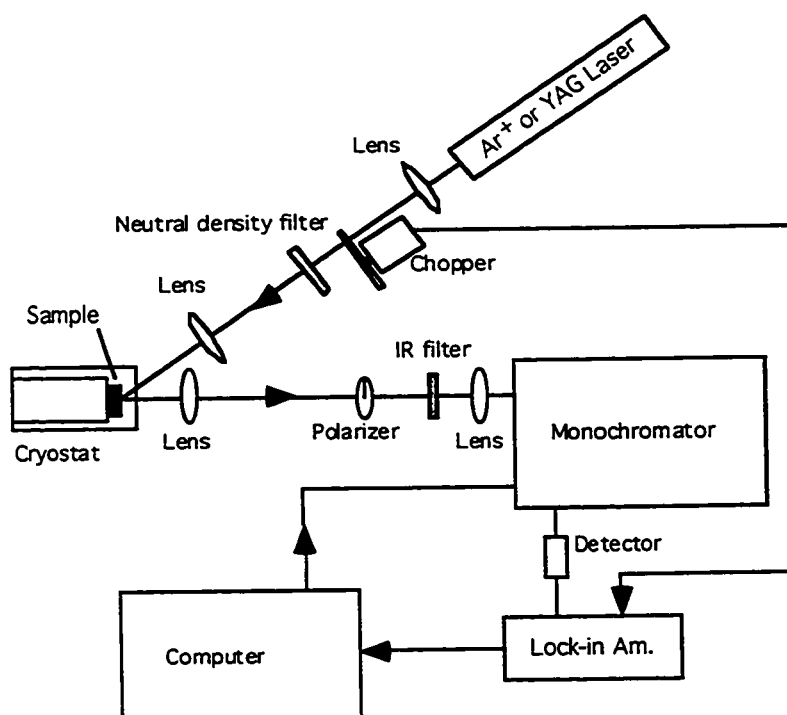 Ar+ or YAG Laser
Lens
Neutral density filter
Chopper
Lens
Sample
IR filter
Cryostat
Lens
Polarizer
Lens
Monochromator
Detector
Computer
Lock-in Am.